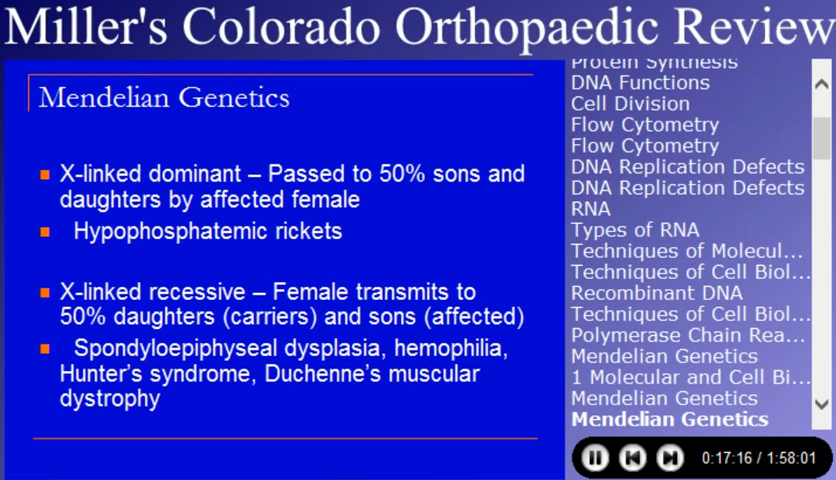 Miller's Colorado Orthopaedic Review
Mendelian Genetics
X-linked dominant – Passed to 50% sons and
daughters by affected female
Hypophosphatemic rickets
X-linked recessive – Female transmits to
50% daughters (carriers) and sons (affected)
Spondyloepiphyseal dysplasia, hemophilia,
Hunter's syndrome, Duchenne's muscular
dystrophy
Protein Synthesis
DNA Functions
Cell Division
Flow Cytometry
Flow Cytometry
DNA Replication Defects
DNA Replication Defects
RNA
Types of RNA
Techniques of Molecul...
Techniques of Cell Biol...
Recombinant DNA
Techniques of Cell Biol...
Polymerase Chain Rea...
Mendelian Genetics
1 Molecular and Cell Bi...
Mendelian Genetics
Mendelian Genetics
0:17:16 / 1:58:01